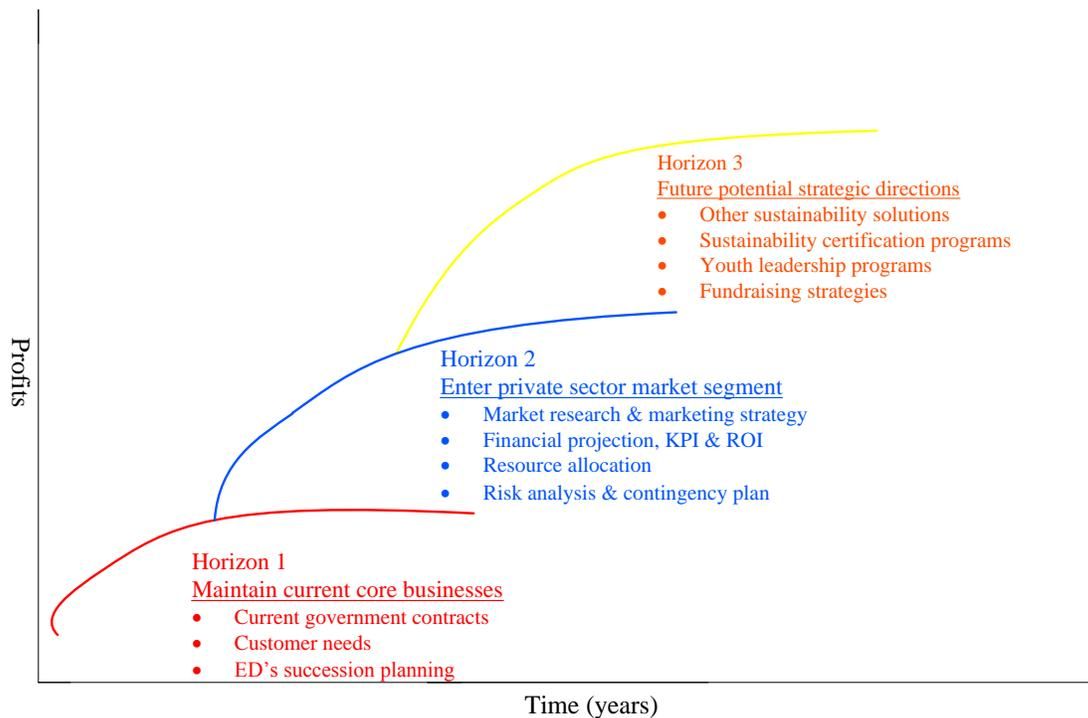 Horizon 3
Future potential strategic directions
• Other sustainability solutions
• Sustainability certification programs
• Youth leadership programs
• Fundraising strategies
Profits
Horizon 2
Enter private sector market segment
• Market research & marketing strategy
• Financial projection, KPI & ROI
• Resource allocation
• Risk analysis & contingency plan
Horizon 1
Maintain current core businesses
• Current government contracts
• Customer needs
• ED’s succession planning
Time (years)